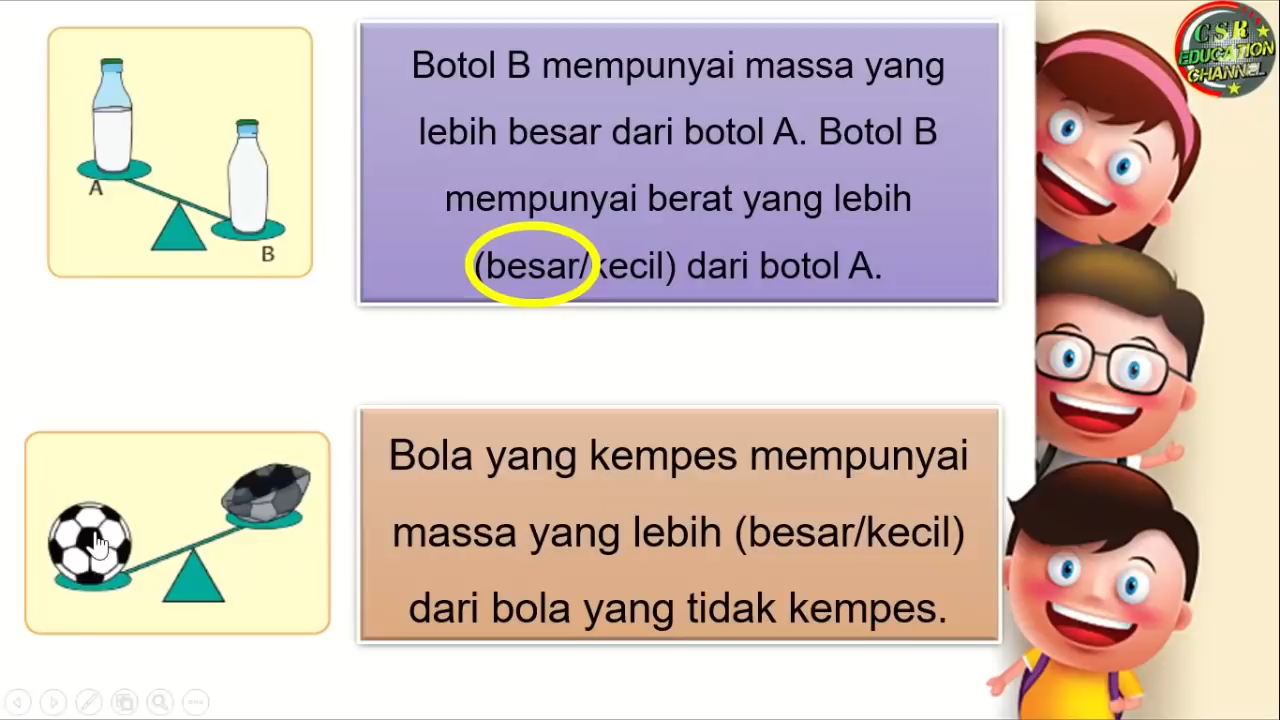 Botol B mempunyai massa yang
lebih besar dari botol A. Botol B
mempunyai berat yang lebih
(besar/kecil) dari botol A.
A
B
Bola yang kempes mempunyai
massa yang lebih (besar/kecil)
dari bola yang tidak kempes.
CSR
EDUCATION
CHANNEL